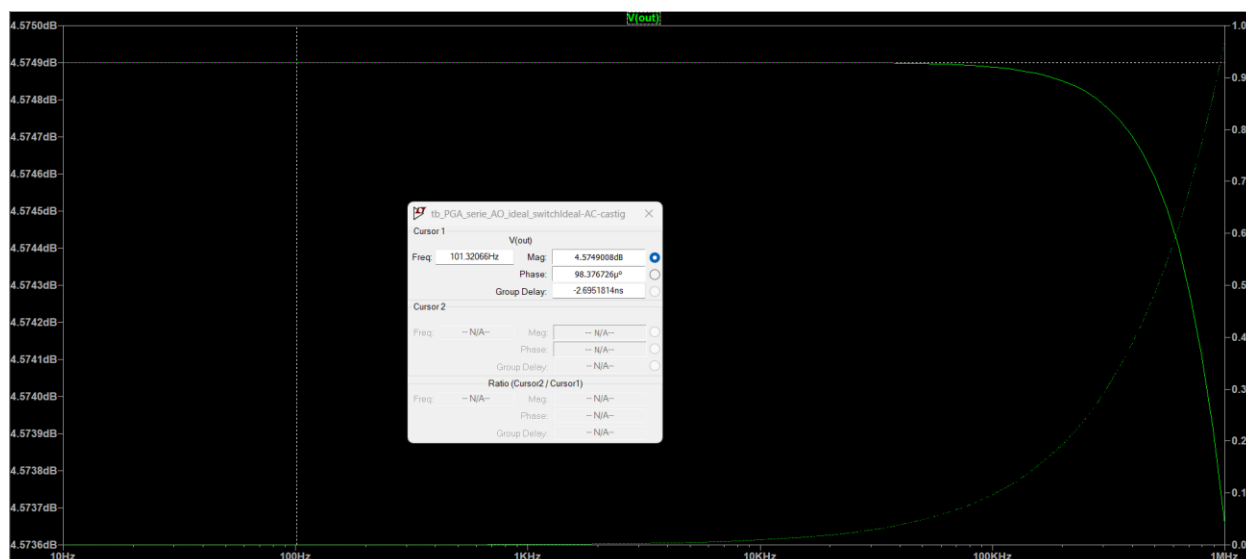 V(out)
4.5750dB
1.0
4.5749dB
0.9
4.5748dB
4.5747dB
0.8
4.5746dB
0.7
4.5745dB
0.6
4.5744dB
4.5743dB
0.5
4.5742dB
0.4
4.5741dB
4.5740dB
0.3
4.5739dB
0.2
4.5738dB
4.5737dB
0.1
4.5736dB
0.0
10Hz
100Hz
1KHz
10KHz
100KHz
1MHz
tb_PGA_serie_AO_ideal_switchIdeal-AC-castig
Cursor 1
V(out)
Freq: 101.32066Hz Mag: 4.5749008dB
Phase: 98.376726µº
Group Delay: -2.6951814ns
Cursor 2
Freq: -- N/A-- Mag: -- N/A--
Phase: -- N/A--
Group Delay: -- N/A--
Ratio (Cursor2 / Cursor1)
Freq: -- N/A-- Mag: -- N/A--
Phase: -- N/A--
Group Delay: -- N/A--